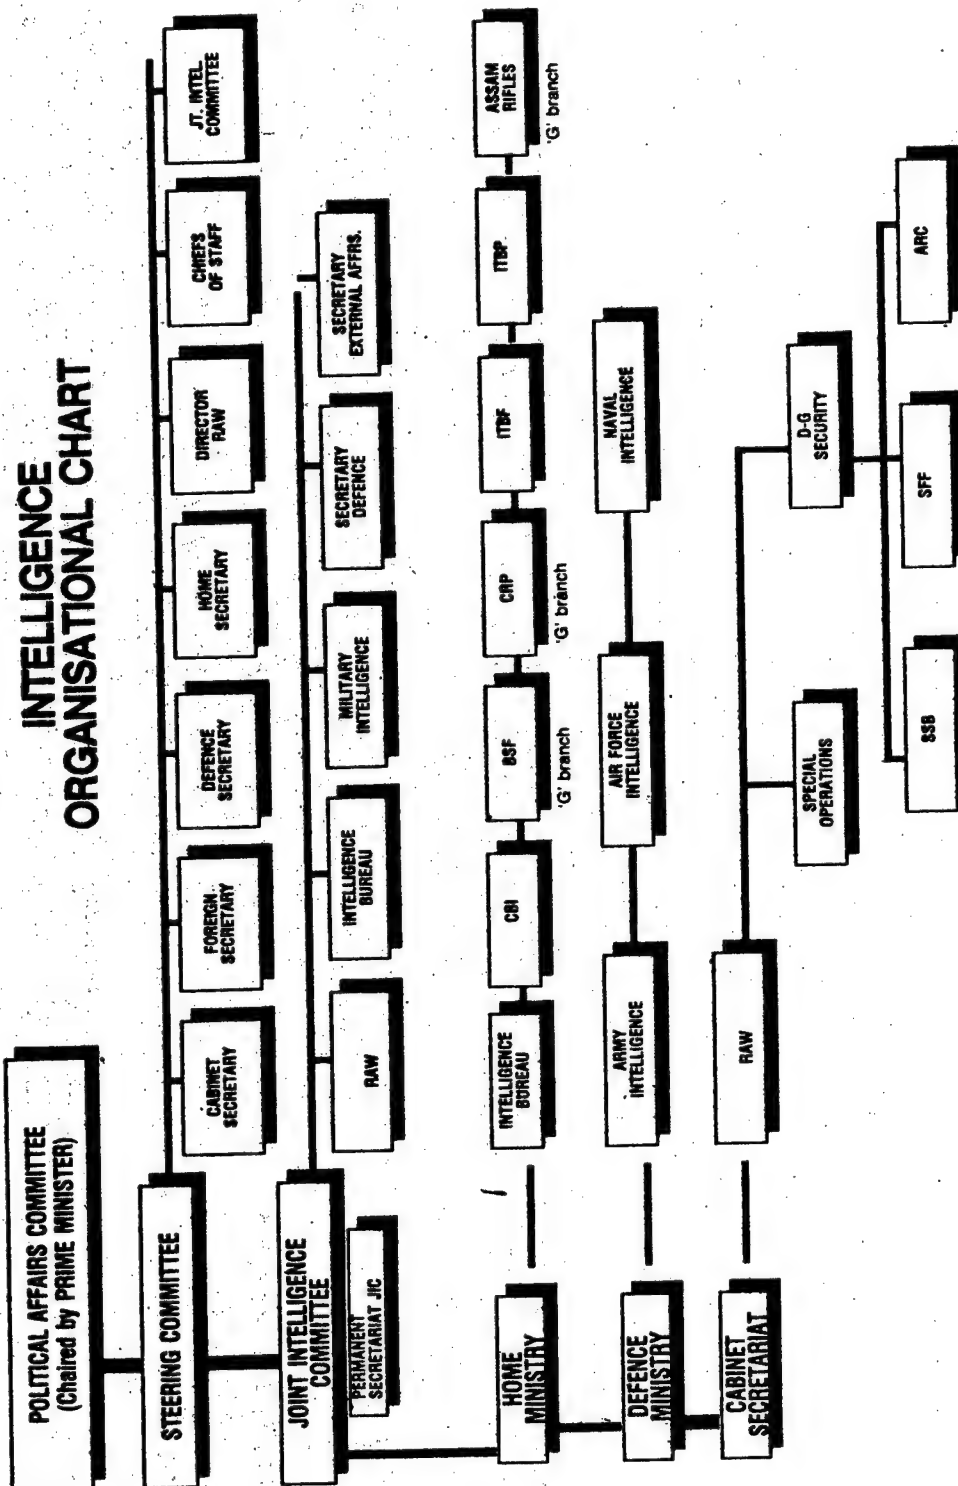 INTELLIGENCE
ORGANISATIONAL CHART
POLITICAL AFFAIRS COMMITTEE
(Chaired by PRIME MINISTER)
STEERING COMMITTEE
CABINET
SECRETARY
FOREIGN
SECRETARY
DEFENCE
SECRETARY
HOME
SECRETARY
DIRECTOR
RAW
CHIEFS
OF STAFF
JT. INTEL
COMMITTEE
JOINT INTELLIGENCE
COMMITTEE
PERMANENT
SECRETARIAT JIC
RAW
INTELLIGENCE
BUREAU
MILITARY
INTELLIGENCE
SECRETARY
DEFENCE
SECRETARY
EXTERNAL AFFRS.
HOME
MINISTRY
INTELLIGENCE
BUREAU
CBI
BSF
'G' branch
CRP
'G' branch
ITBF
ITBP
ASSAM
RIFLES
'G' branch
DEFENCE
MINISTRY
ARMY
INTELLIGENCE
AIR FORCE
INTELLIGENCE
NAVAL
INTELLIGENCE
CABINET
SECRETARIAT
RAW
SPECIAL
OPERATIONS
D-G
SECURITY
SSB
SFF
ARC